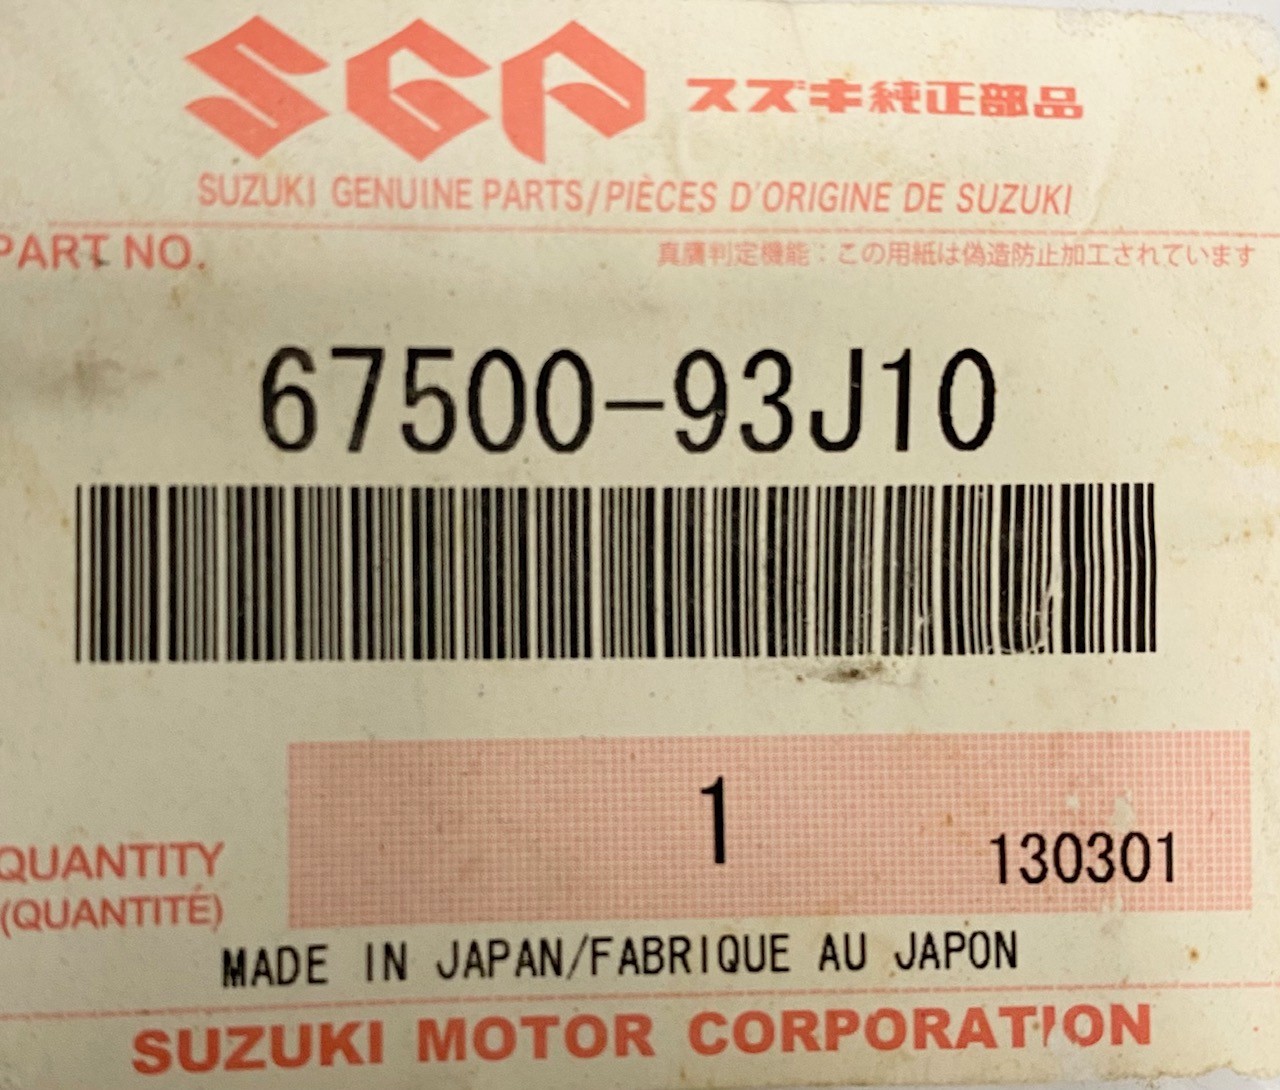 SGP スズキ純正部品
SUZUKI GENUINE PARTS/PIÈCES D'ORIGINE DE SUZUKI
PART NO.
真贋判定機能：この用紙は偽造防止加工されています
67500-93J10
1
130301
QUANTITY
(QUANTITÉ)
MADE IN JAPAN/FABRIQUE AU JAPON
SUZUKI MOTOR CORPORATION